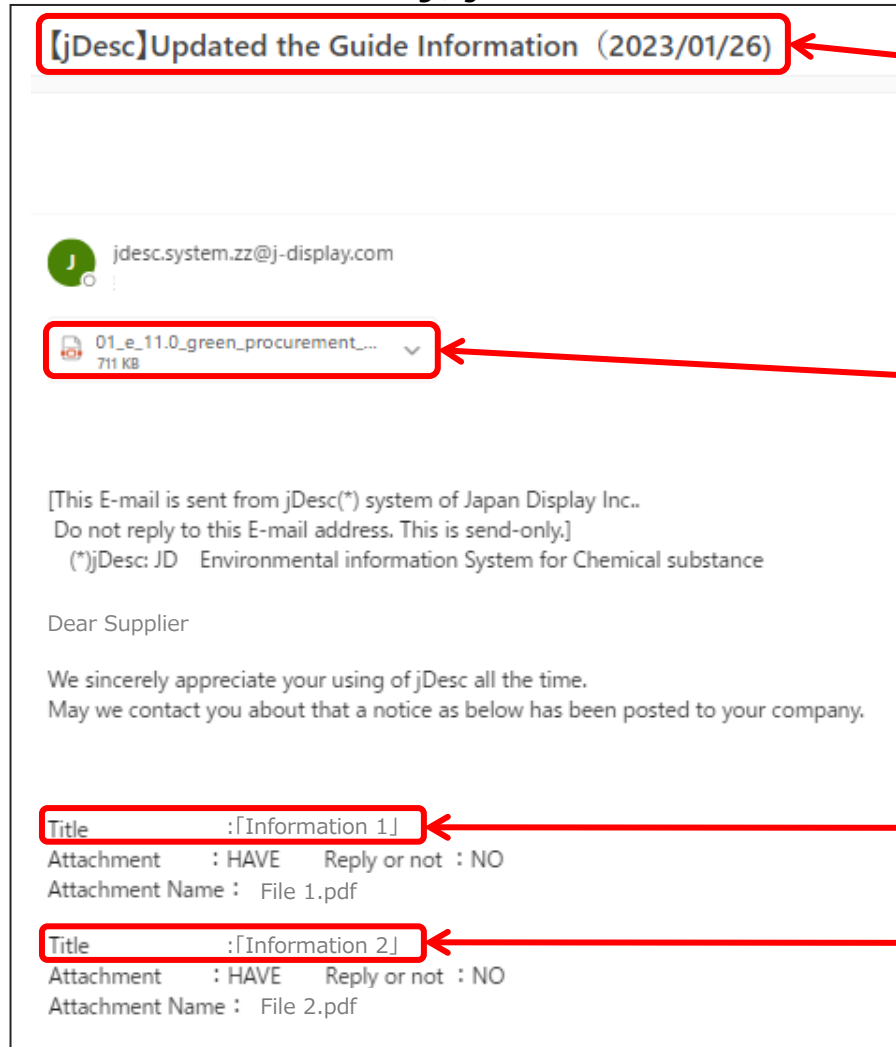 【jDesc】Updated the Guide Information（2023/01/26)
J
jdesc.system.zz@j-display.com
01_e_11.0_green_procurement_...
711 KB
[This E-mail is sent from jDesc(*) system of Japan Display Inc..
Do not reply to this E-mail address. This is send-only.]
(*)jDesc: JD Environmental information System for Chemical substance
Dear Supplier
We sincerely appreciate your using of jDesc all the time.
May we contact you about that a notice as below has been posted to your company.
Title :「Information 1」
Attachment ：HAVE Reply or not ：NO
Attachment Name： File 1.pdf
Title :「Information 2」
Attachment ：HAVE Reply or not ：NO
Attachment Name： File 2.pdf